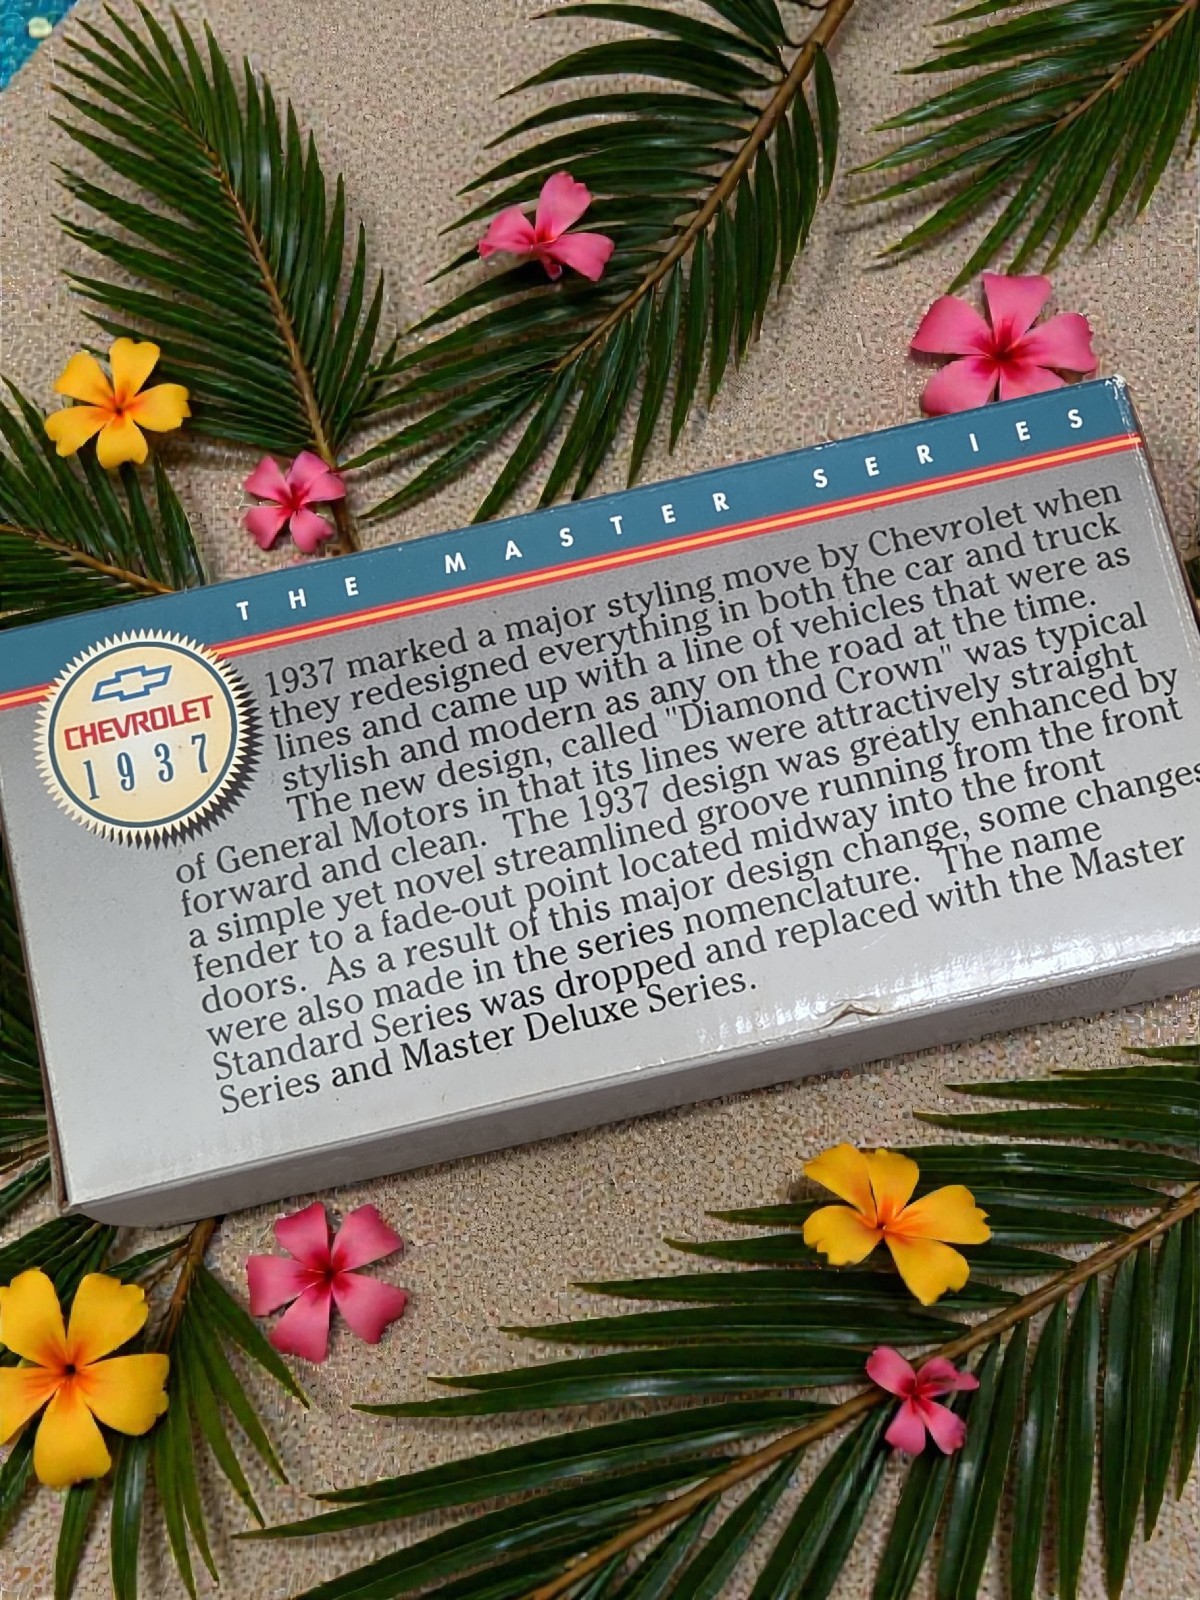 THE MASTER SERIES
CHEVROLET
1937
1937 marked a major styling move by Chevrolet when
they redesigned everything in both the car and truck
lines and came up with a line of vehicles that were as
stylish and modern as any on the road at the time.
The new design, called "Diamond Crown" was typical
of General Motors in that its lines were attractively straight
forward and clean. The 1937 design was greatly enhanced by
a simple yet novel streamlined groove running from the front
fender to a fade-out point located midway into the front
doors. As a result of this major design change, some changes
were also made in the series nomenclature. The name
Standard Series was dropped and replaced with the Master
Series and Master Deluxe Series.